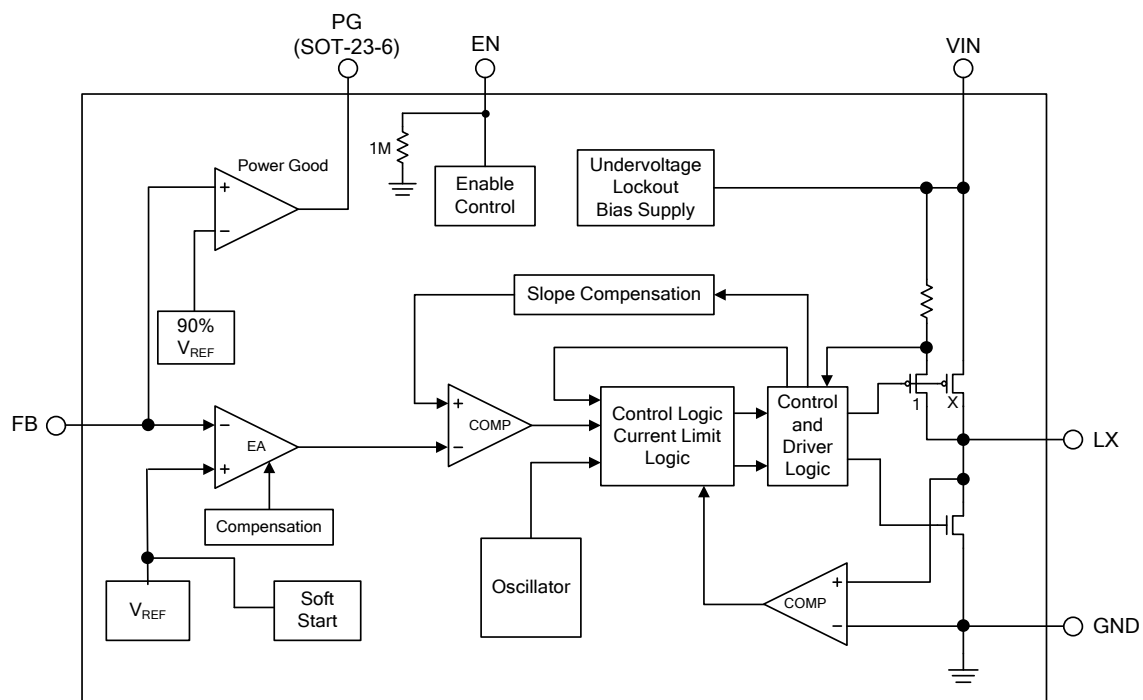 PG
(SOT-23-6)
EN
VIN
1M
Power Good
+
−
Enable
Control
Undervoltage
Lockout
Bias Supply
90%
VREF
Slope Compensation
FB
−
EA
+
+
COMP
−
Control Logic
Current Limit
Logic
Control
and
Driver
Logic
1
X
LX
Compensation
VREF
Soft
Start
Oscillator
+
COMP
−
GND